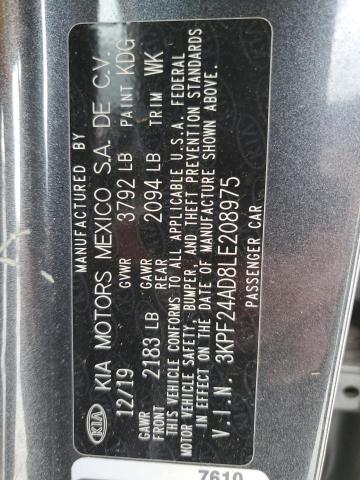 MANUFACTURED BY
KIA KIA MOTORS MEXICO S.A. DE C.V.
12/19 GVWR 3792 LB PAINT KDG
GAWR FRONT 2183 LB GAWR REAR 2094 LB TRIM WK
THIS VEHICLE CONFORMS TO ALL APPLICABLE U.S.A. FEDERAL
MOTOR VEHICLE SAFETY, BUMPER, AND THEFT PREVENTION STANDARDS
IN EFFECT ON THE DATE OF MANUFACTURE SHOWN ABOVE.
V.I.N. 3KPF24AD8LE208975
PASSENGER CAR
7610